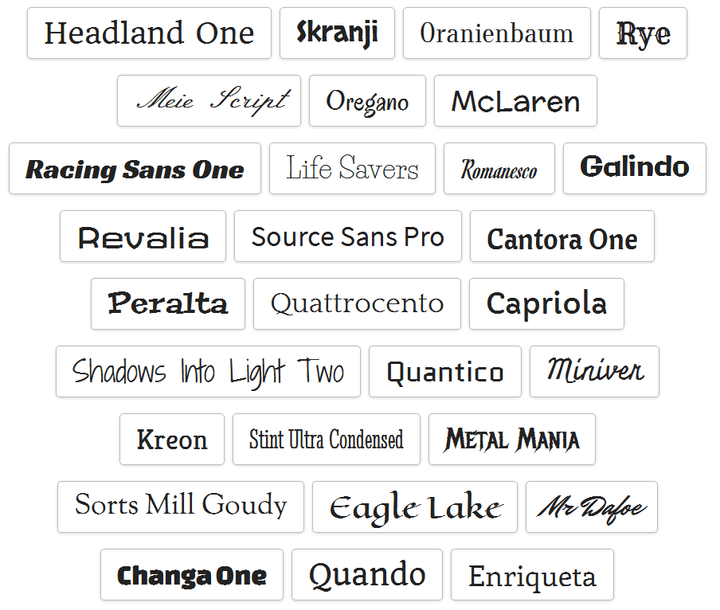 Headland One Skranji Oranienbaum Rye
Meie Script Oregano McLaren
Racing Sans One Life Savers Romanesco Galindo
Revalia Source Sans Pro Cantora One
Peralta Quattrocento Capriola
Shadows Into Light Two Quantico Miniver
Kreon Stint Ultra Condensed Metal Mania
Sorts Mill Goudy Eagle Lake Mr Dafoe
Changa One Quando Enriqueta